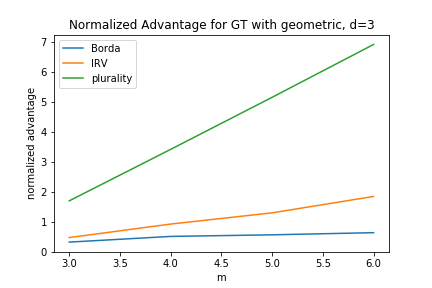 Normalized Advantage for GT with geometric, d=3
Borda
IRV
plurality
normalized advantage
7
6
5
4
3
2
1
0
3.0 3.5 4.0 4.5 5.0 5.5 6.0
m